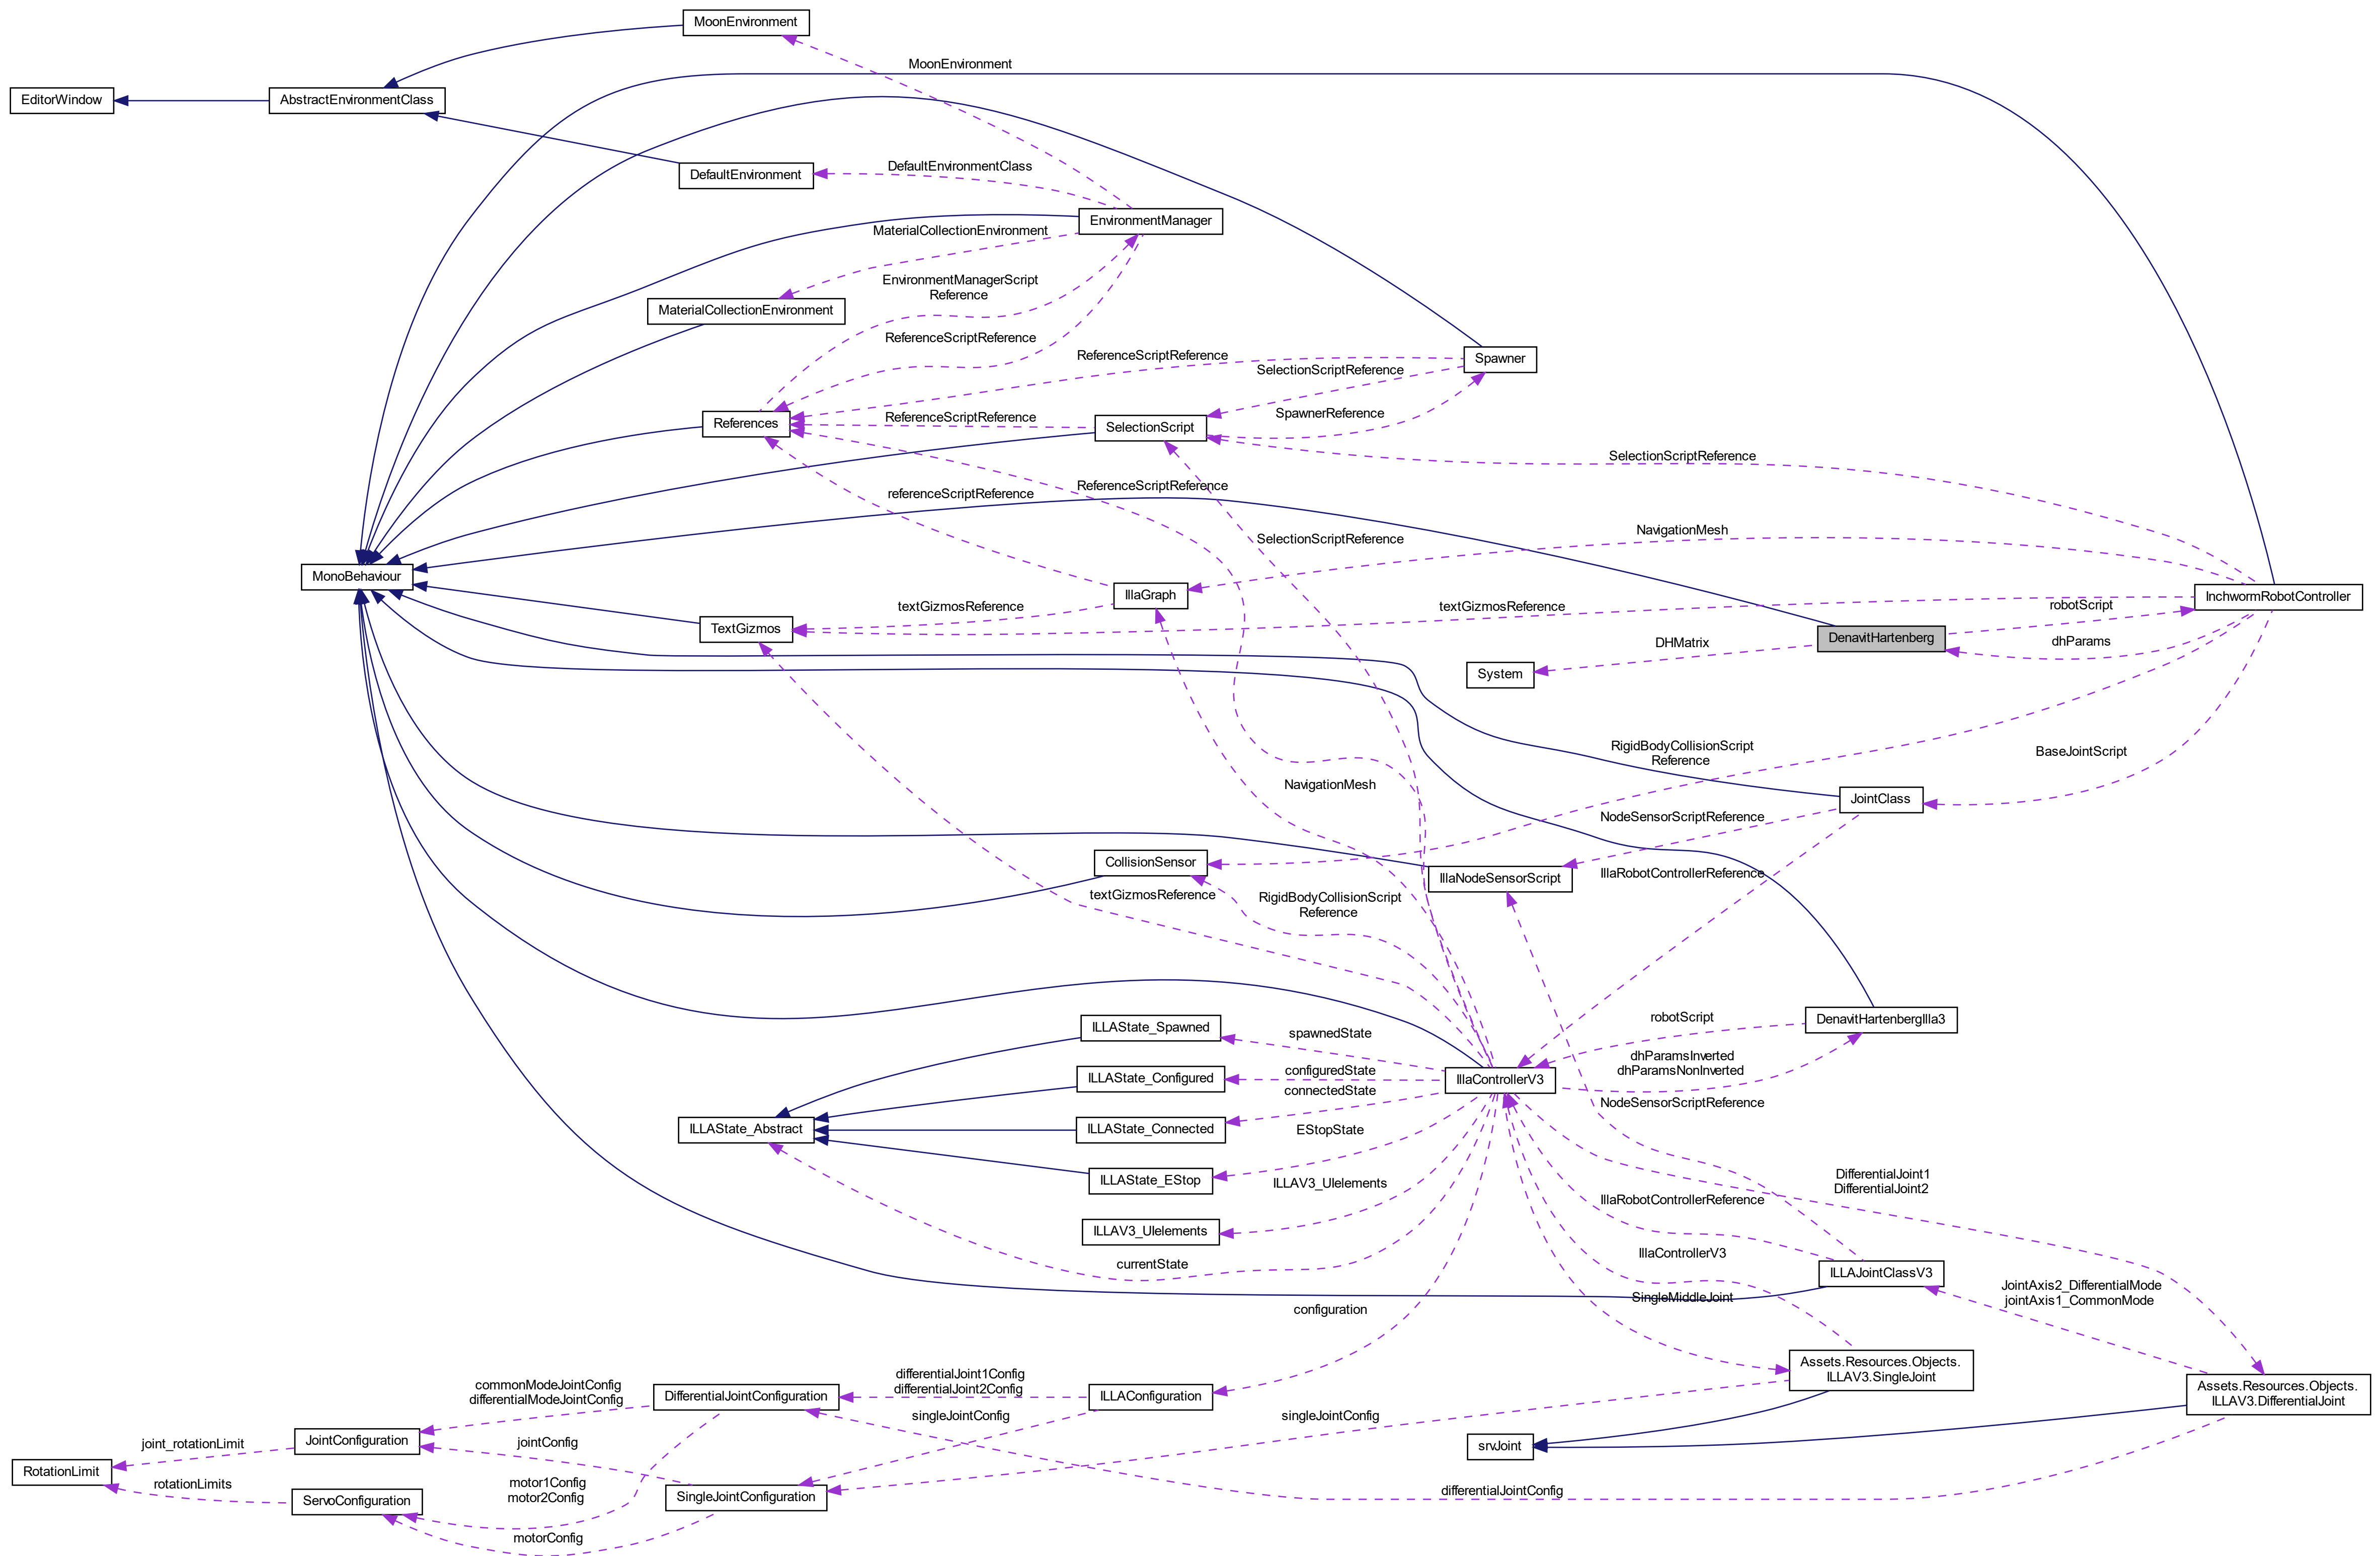 MoonEnvironment
MoonEnvironment
EditorWindow
AbstractEnvironmentClass
DefaultEnvironmentClass
DefaultEnvironment
EnvironmentManager
MaterialCollectionEnvironment
EnvironmentManagerScript
Reference
MaterialCollectionEnvironment
ReferenceScriptReference
ReferenceScriptReference
Spawner
SelectionScriptReference
SpawnerReference
References
ReferenceScriptReference
SelectionScript
SelectionScriptReference
referenceScriptReference
ReferenceScriptReference
SelectionScriptReference
NavigationMesh
MonoBehaviour
IllaGraph
InchwormRobotController
textGizmosReference
textGizmosReference
robotScript
TextGizmos
DenavitHartenberg
dhParams
DHMatrix
System
RigidBodyCollisionScript
Reference
BaseJointScript
NavigationMesh
JointClass
NodeSensorScriptReference
CollisionSensor
IllaNodeSensorScript
IllaRobotControllerReference
textGizmosReference
RigidBodyCollisionScript
Reference
ILLAState_Spawned
spawnedState
robotScript
DenavitHartenbergIlla3
dhParamsInverted
dhParamsNonInverted
ILLAState_Configured
configuredState
IllaControllerV3
connectedState
NodeSensorScriptReference
ILLAState_Abstract
ILLAState_Connected
EStopState
ILLAState_EStop
ILLAV3_UIelements
DifferentialJoint1
DifferentialJoint2
IllaRobotControllerReference
ILLAV3_UIelements
IllaControllerV3
currentState
ILLAJointClassV3
JointAxis2_DifferentialMode
jointAxis1_CommonMode
configuration
SingleMiddleJoint
Assets.Resources.Objects.
ILLAV3.SingleJoint
commonModeJointConfig
differentialModeJointConfig
DifferentialJointConfiguration
differentialJoint1Config
differentialJoint2Config
ILLAConfiguration
Assets.Resources.Objects.
ILLAV3.DifferentialJoint
singleJointConfig
singleJointConfig
joint_rotationLimit
JointConfiguration
jointConfig
srvJoint
RotationLimit
rotationLimits
ServoConfiguration
motor1Config
motor2Config
SingleJointConfiguration
differentialJointConfig
motorConfig